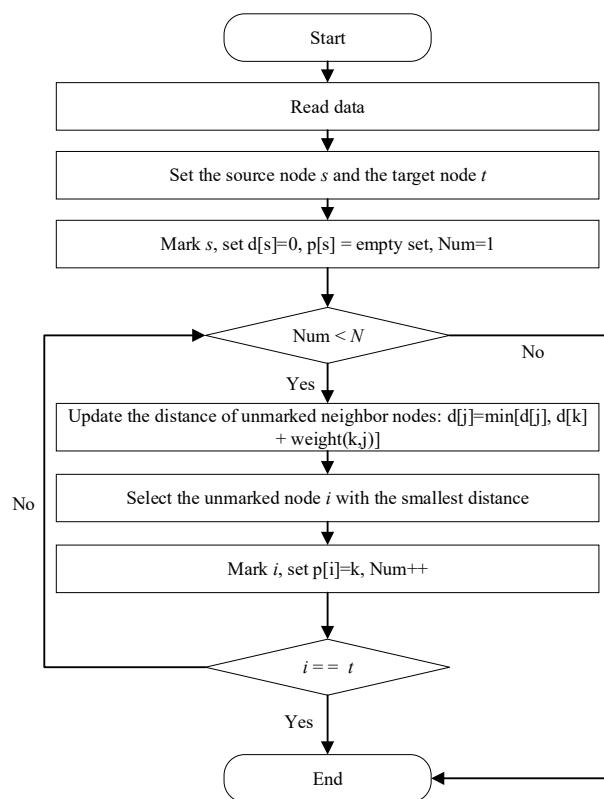 Start
Read data
Set the source node s and the target node t
Mark s, set d[s]=0, p[s] = empty set, Num=1
Num < N
No
Yes
Update the distance of unmarked neighbor nodes: d[j]=min[d[j], d[k]
+ weight(k,j)]
Select the unmarked node i with the smallest distance
No
Mark i, set p[i]=k, Num++
i = = t
Yes
End